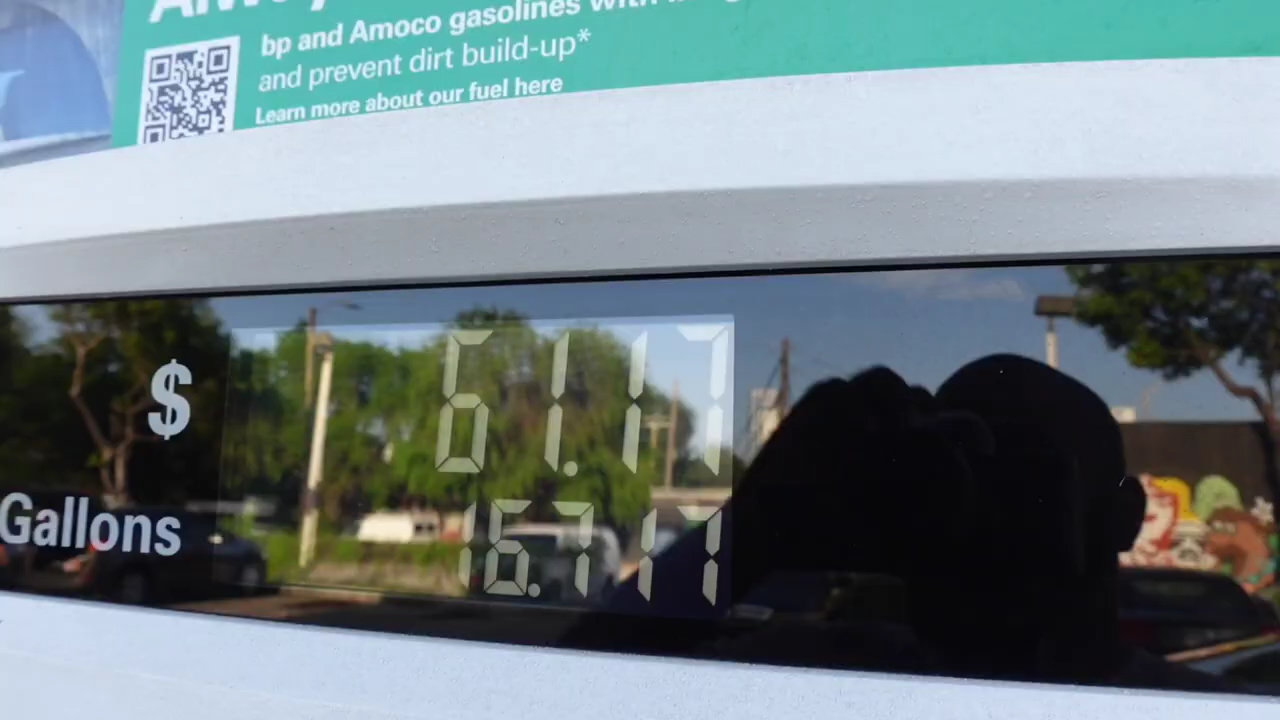 bp and Amoco gasolines with
and prevent dirt build-up*
Learn more about our fuel here
$ 61.17
Gallons 16.717